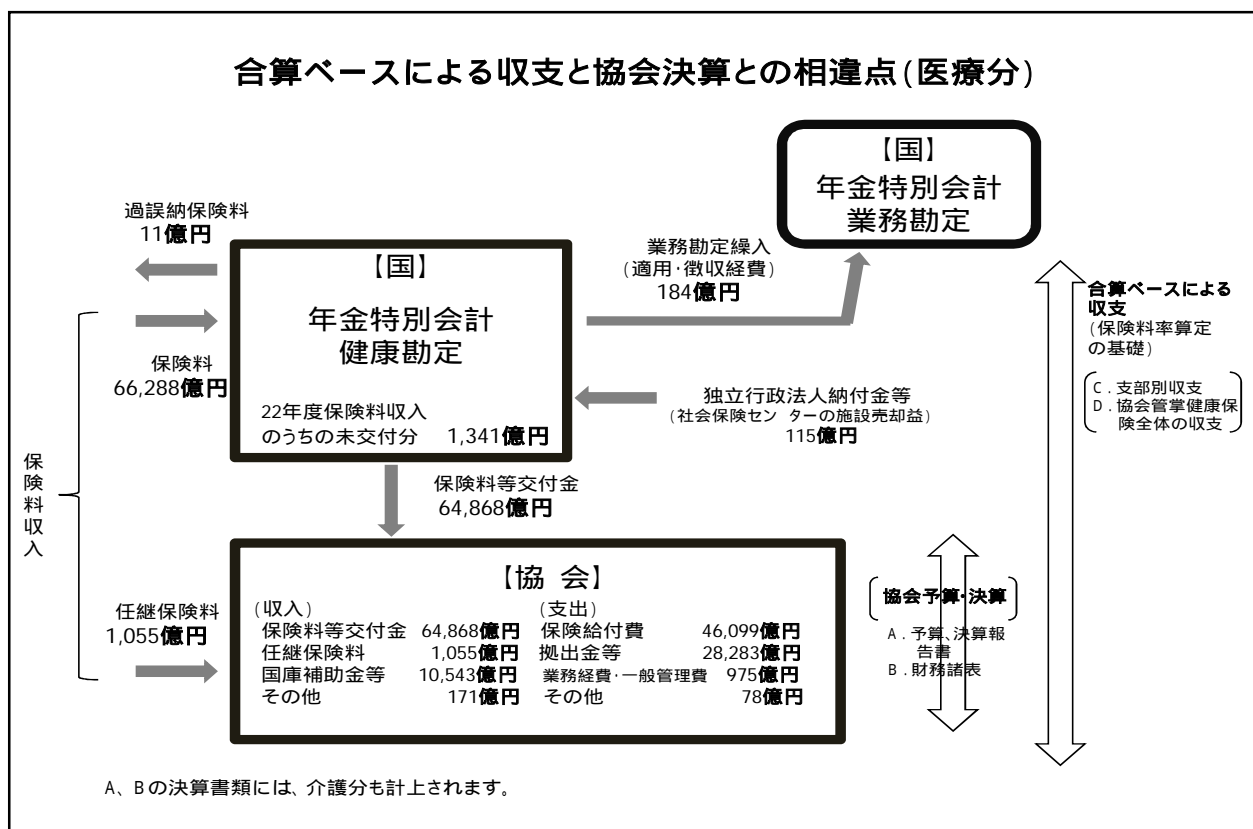 合算ベースによる収支と協会決算との相違点(医療分)
【国】
年金特別会計
業務勘定
過誤納保険料
11億円
【国】
年金特別会計
健康勘定
22年度保険料収入
のうちの未交付分 1,341億円
業務勘定繰入
(適用・徴収経費)
184億円
保険料
66,288億円
独立行政法人納付金等
(社会保険センターの施設売却益)
115億円
合算ベースによる
収支
(保険料率算定
の基礎)
C.支部別収支
D.協会管掌健康保
険全体の収支
保険料収入
保険料等交付金
64,868億円
任継保険料
1,055億円
【協 会】
(収入) (支出)
保険料等交付金 64,868億円 保険給付費 46,099億円
任継保険料 1,055億円 拠出金等 28,283億円
国庫補助金等 10,543億円 業務経費・一般管理費 975億円
その他 171億円 その他 78億円
協会予算・決算
A.予算、決算報
告書
B.財務諸表
A、Bの決算書類には、介護分も計上されます。